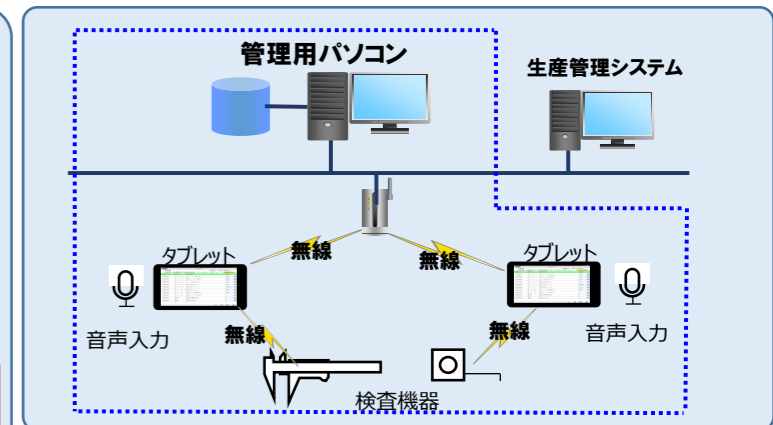 管理用パソコン
生産管理システム
タブレット
無線
無線
タブレット
音声入力
無線
無線
音声入力
検査機器